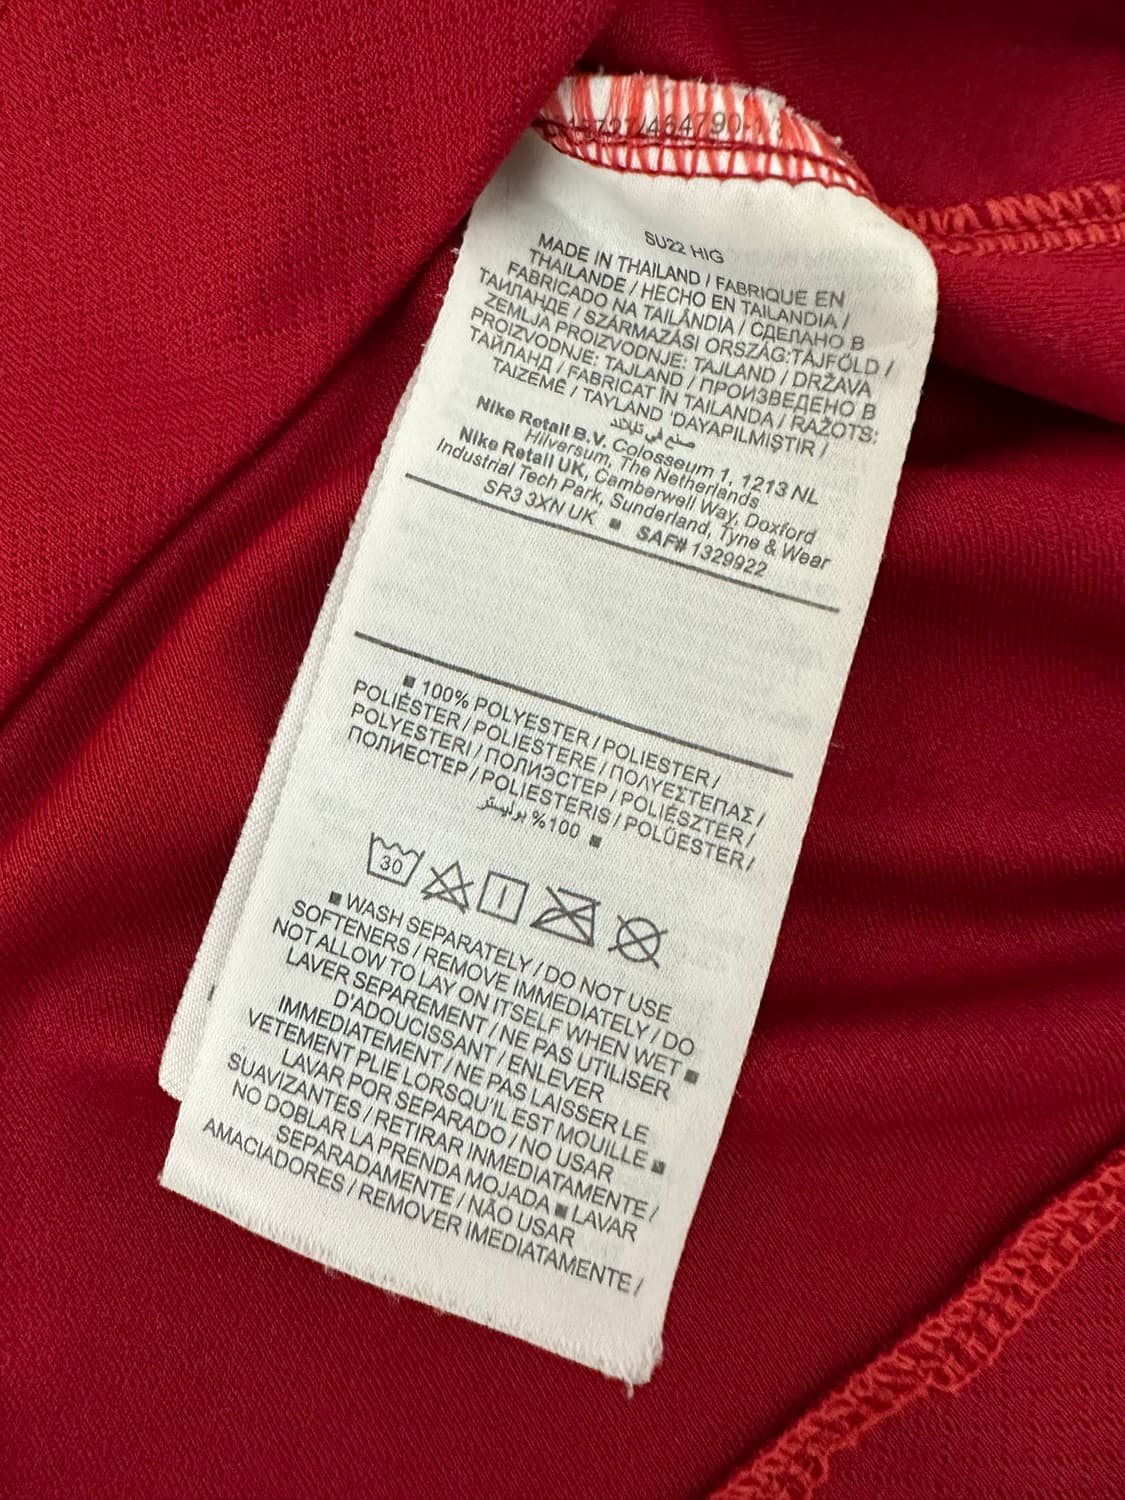 464790-
SU22 HIG
MADE IN THAILAND / FABRIQUE EN
THAILANDE / HECHO EN TAILANDIA /
FABRICADO NA TAILÂNDIA / СДЕЛАНО В
ТАИЛАНДЕ / SZÁRMAZÁSI ORSZÁG:TAJFÖLD /
ZEMLJA PROIZVODNJE: TAJLAND / DRŽAVA
PROIZVODNJE: TAJLAND / ПРОИЗВЕДЕНО В
ТАЙЛАНД / FABRICAT ÎN TAILANDA / RAŽOTS:
TAIZEMĒ / TAYLAND 'DAYAPILMIŞTIR /
صنع في تايلاند
Nike Retail B.V. Colosseum 1, 1213 NL
Hilversum, The Netherlands
Nike Retail UK, Camberwell Way, Doxford
Industrial Tech Park, Sunderland, Tyne & Wear
SR3 3XN UK ■ SAF# 1329922
■ 100% POLYESTER / POLIESTER /
POLIÉSTER / POLIESTERE / ΠΟΛΥΕΣΤΕΠΑΣ /
POLYESTERI / ПОЛИЭСТЕР / POLIÉSZTER /
ПОЛИЕСТЕР / POLIESTERIS / POLÜESTER /
100% بوليستر ■
30
■ WASH SEPARATELY / DO NOT USE
SOFTENERS / REMOVE IMMEDIATELY / DO
NOT ALLOW TO LAY ON ITSELF WHEN WET ■
LAVER SEPAREMENT / NE PAS UTILISER
D'ADOUCISSANT / ENLEVER
IMMEDIATEMENT / NE PAS LAISSER LE
VETEMENT PLIE LORSQU'IL EST MOUILLE ■
LAVAR POR SEPARADO / NO USAR
SUAVIZANTES / RETIRAR INMEDIATAMENTE /
NO DOBLAR LA PRENDA MOJADA ■ LAVAR
SEPARADAMENTE / NÃO USAR
AMACIADORES / REMOVER IMEDIATAMENTE /